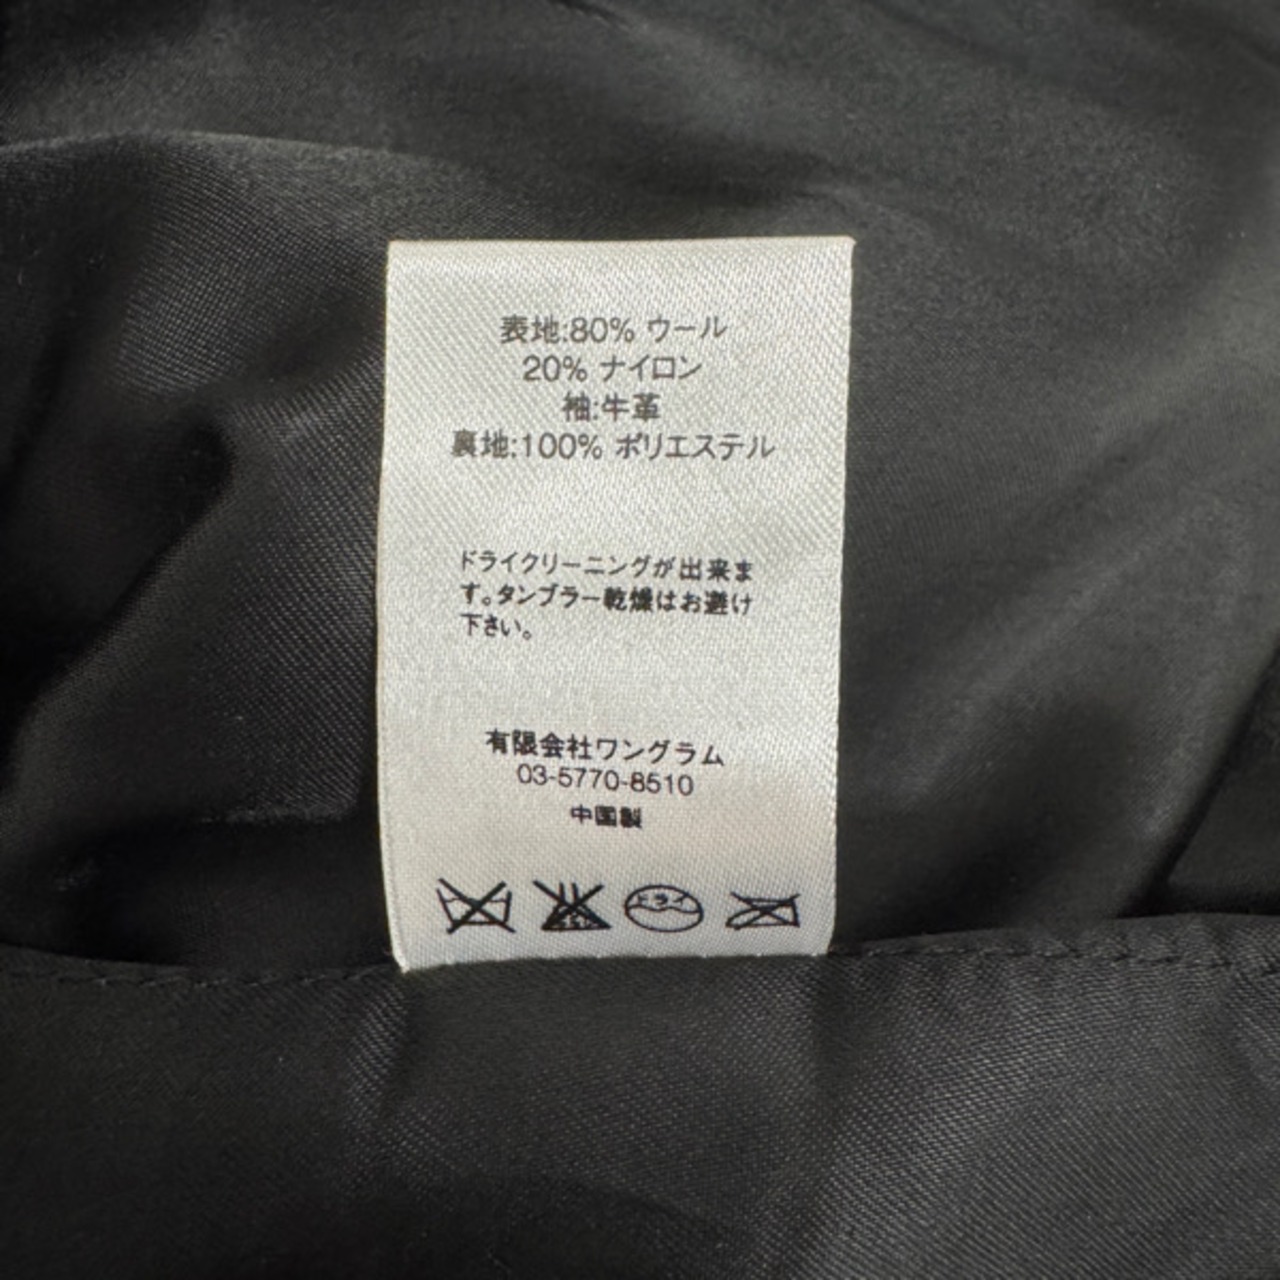 表地:80% ウール
20% ナイロン
袖:牛革
裏地:100% ポリエステル
ドライクリーニングが出来ま
す。タンブラー乾燥はお避け
下さい。
有限会社ワングラム
03-5770-8510
中国製
ドライ